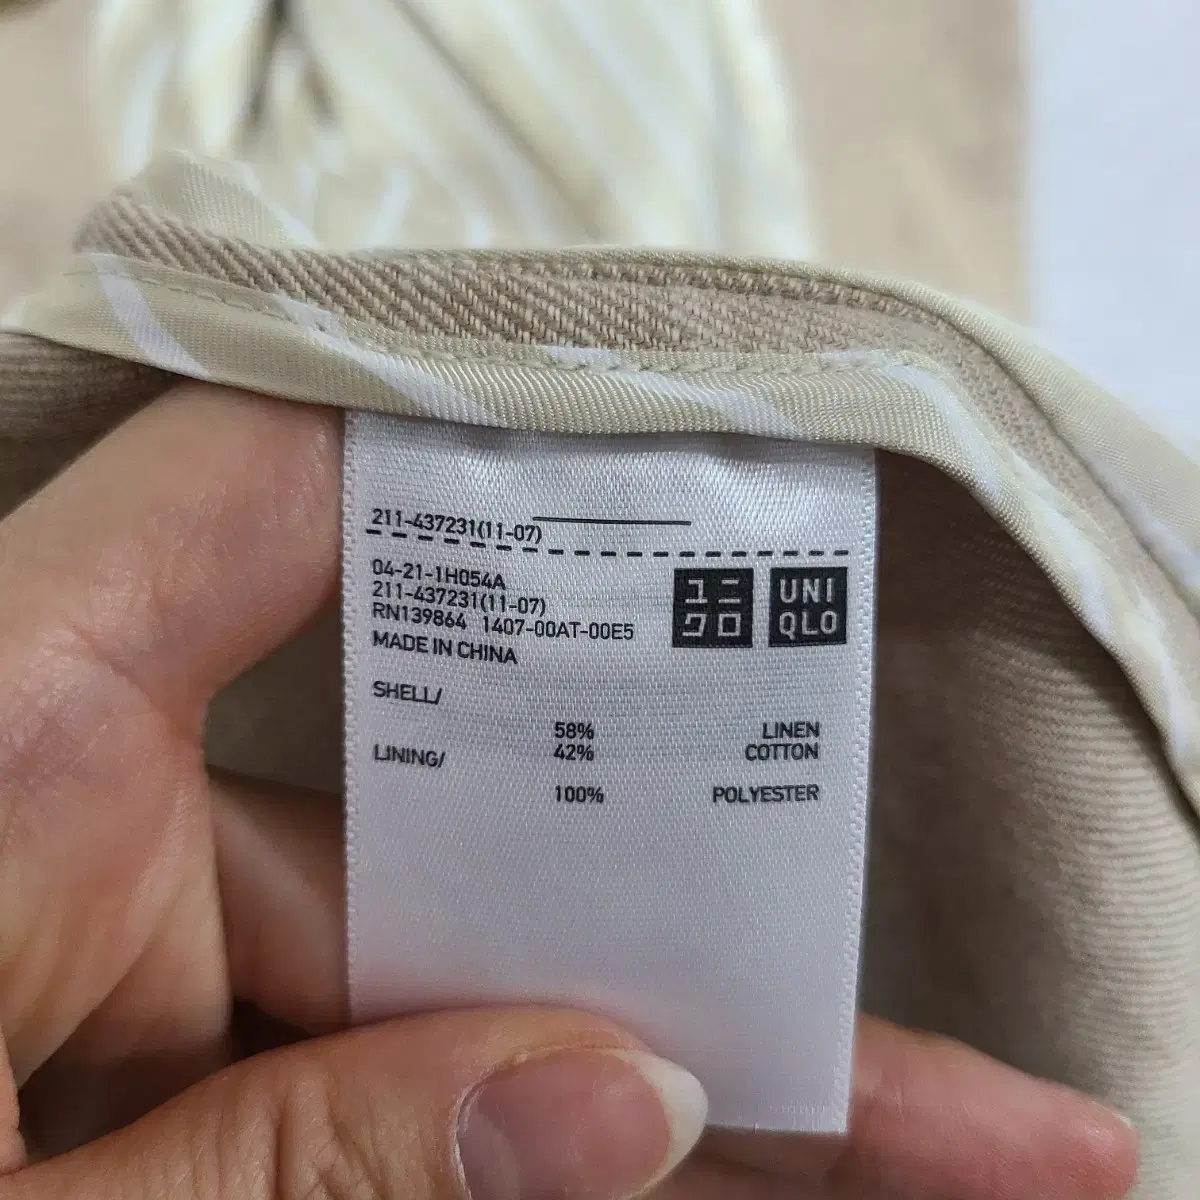 211-437231(11-07)
04-21-1H054A
211-437231(11-07)
RN139864 1407-00AT-00E5
MADE IN CHINA
ユニ
クロ
UNI
QLO
SHELL/
58% LINEN
LINING/ 42% COTTON
100% POLYESTER